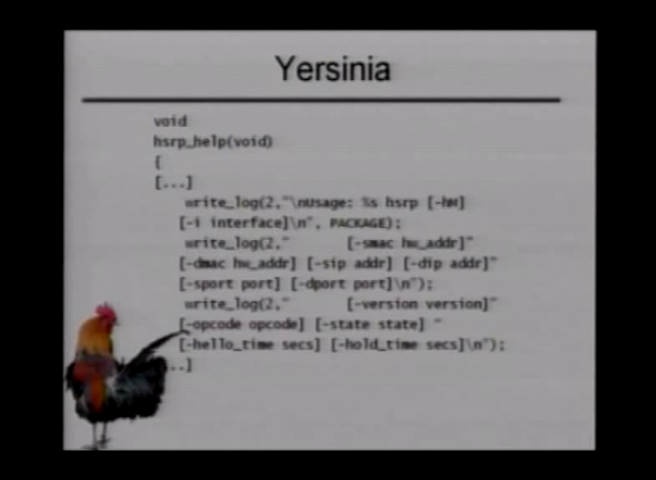 Yersinia
void
hsrp_help(void)
{
[...]
write_log(2,"\nUsage: %s hsrp [-hM]
[-i interface]\n", PACKAGE);
write_log(2," [-smac hw_addr]"
[-dmac hw_addr] [-sip addr] [-dip addr]"
[-sport port] [-dport port]\n");
write_log(2," [-version version]"
[-opcode opcode] [-state state] "
[-hello_time secs] [-hold_time secs]\n");
..]